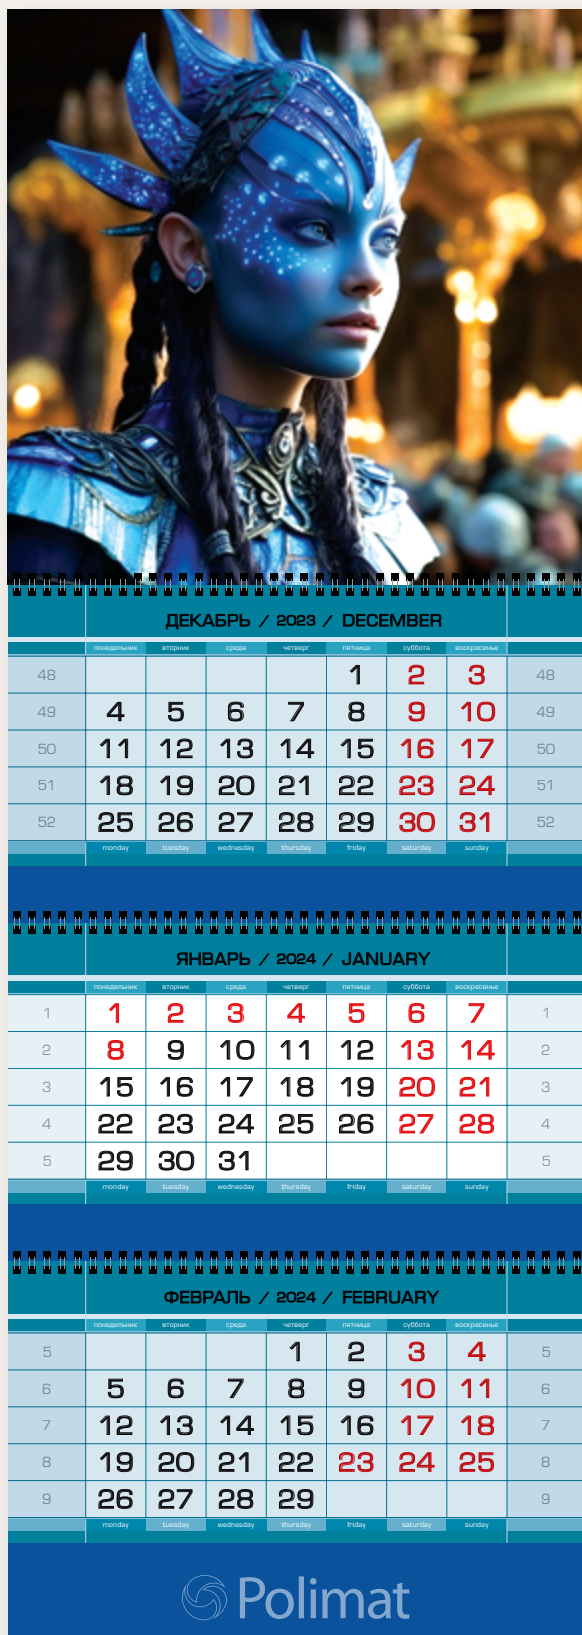 ДЕКАБРЬ / 2023 / DECEMBER
понедельник вторник среда четверг пятница суббота воскресенье
48 1 2 3 48
49 4 5 6 7 8 9 10 49
50 11 12 13 14 15 16 17 50
51 18 19 20 21 22 23 24 51
52 25 26 27 28 29 30 31 52
monday tuesday wednesday thursday friday saturday sunday
ЯНВАРЬ / 2024 / JANUARY
понедельник вторник среда четверг пятница суббота воскресенье
1 1 2 3 4 5 6 7 1
2 8 9 10 11 12 13 14 2
3 15 16 17 18 19 20 21 3
4 22 23 24 25 26 27 28 4
5 29 30 31 5
monday tuesday wednesday thursday friday saturday sunday
ФЕВРАЛЬ / 2024 / FEBRUARY
понедельник вторник среда четверг пятница суббота воскресенье
5 1 2 3 4 5
6 5 6 7 8 9 10 11 6
7 12 13 14 15 16 17 18 7
8 19 20 21 22 23 24 25 8
9 26 27 28 29 9
monday tuesday wednesday thursday friday saturday sunday
Polimat